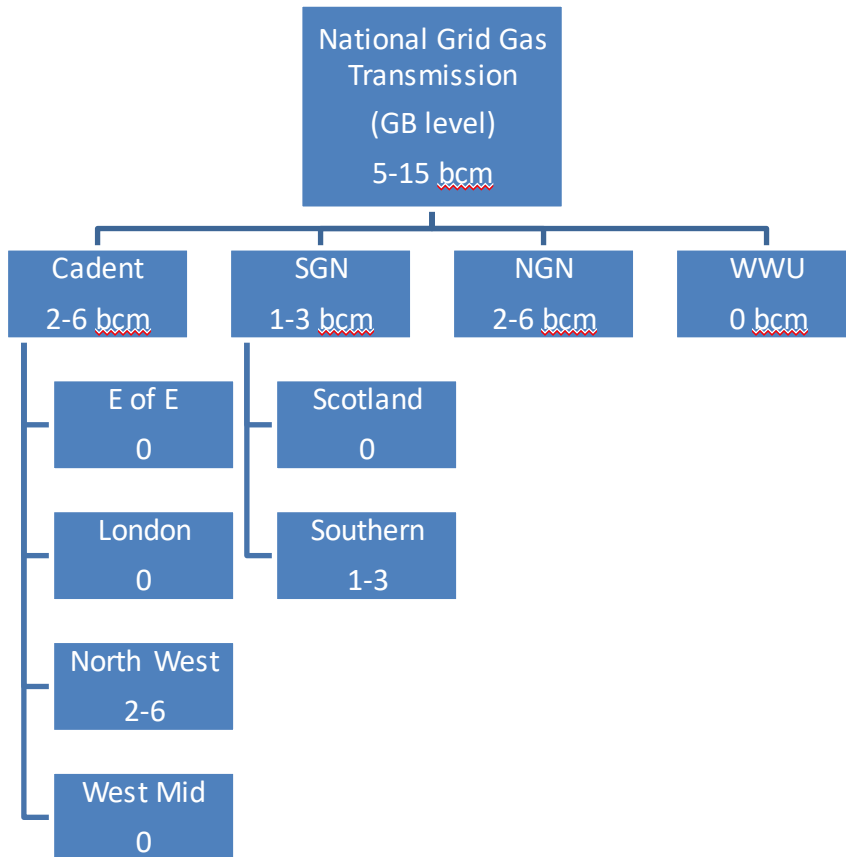 National Grid Gas
Transmission
(GB level)
5-15 bcm
Cadent
2-6 bcm
SGN
1-3 bcm
NGN
2-6 bcm
WWU
0 bcm
E of E
0
Scotland
0
London
0
Southern
1-3
North West
2-6
West Mid
0